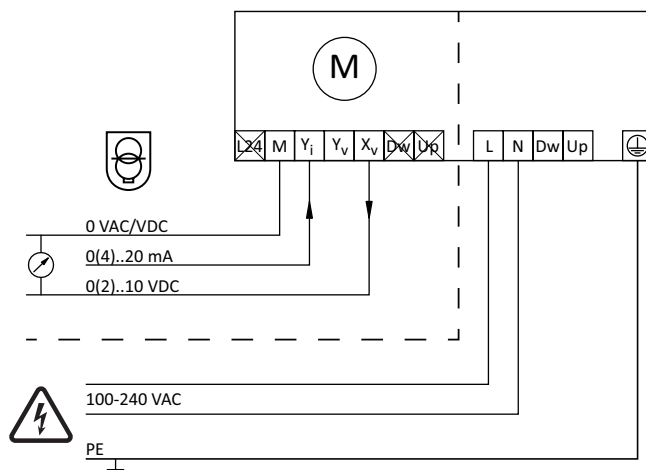 M
L24 M Yi Yv Xv Dw Up L N Dw Up
0 VAC/VDC
0(4)..20 mA
0(2)..10 VDC
100-240 VAC
PE